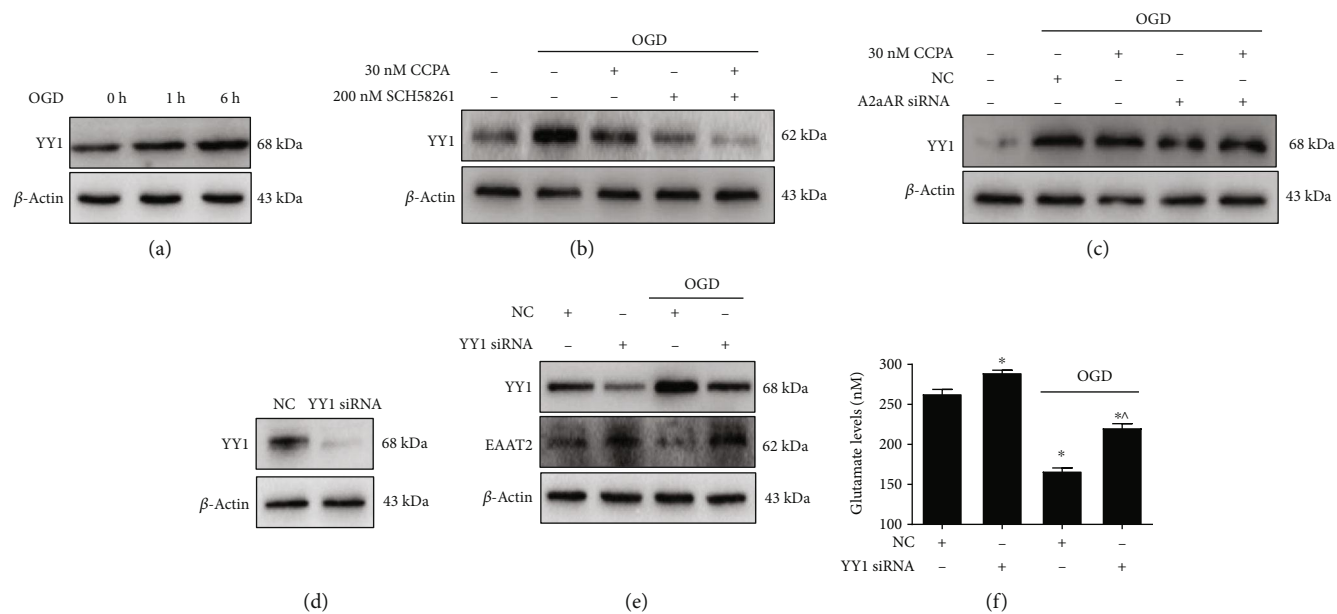 OGD 0 h 1 h 6 h
YY1 68 kDa
β-Actin 43 kDa
(a)
OGD
30 nM CCPA – – + – +
200 nM SCH58261 – – – + +
YY1 62 kDa
β-Actin 43 kDa
(b)
OGD
30 nM CCPA – – + – +
NC – + – – –
A2aAR siRNA – – – + +
YY1 68 kDa
β-Actin 43 kDa
(c)
NC YY1 siRNA
YY1 68 kDa
β-Actin 43 kDa
(d)
OGD
NC + – + –
YY1 siRNA – + – +
YY1 68 kDa
EAAT2 62 kDa
β-Actin 43 kDa
(e)
Glutamate levels (nM)
300
250
200
150
100
OGD
* * *^
NC + – + –
YY1 siRNA – + – +
(f)